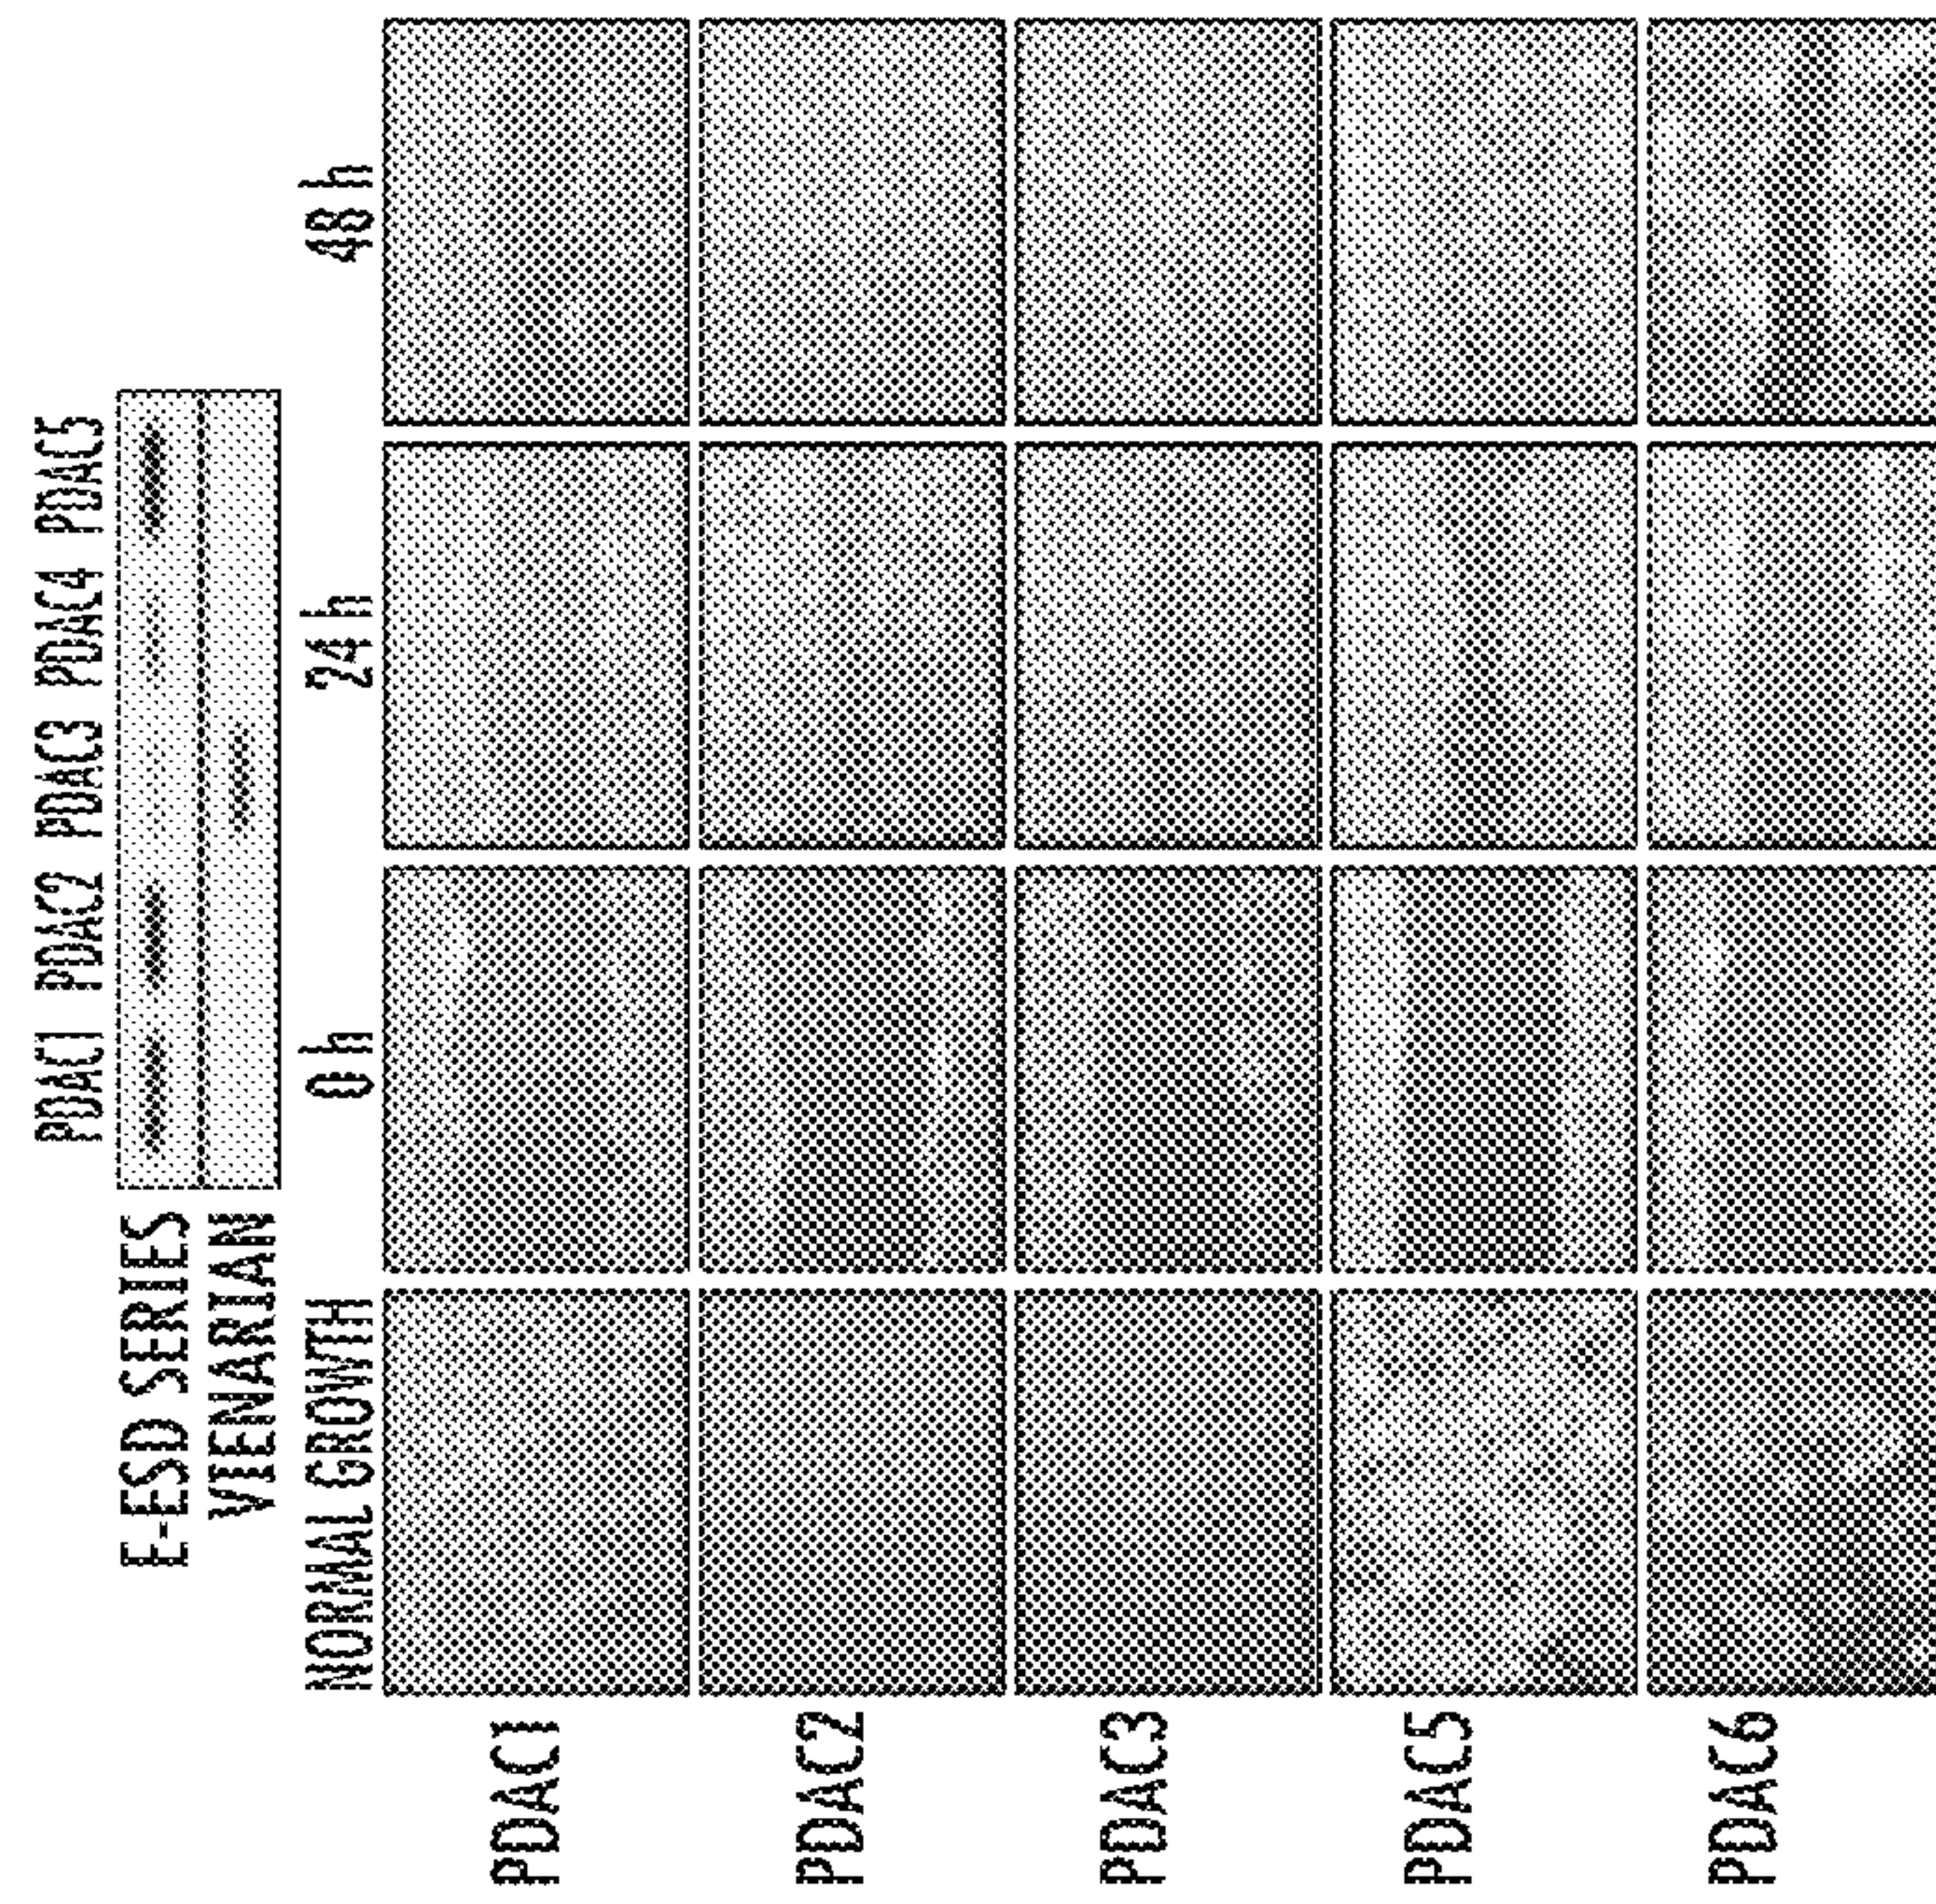 PDAC1 PDAC2 PDAC3 PDAC4 PDAC5
E-ESD SERIES
VIENARIAN
NORMAL GROWTH 0 h 24 h 48 h
PDAC1
PDAC2
PDAC3
PDAC5
PDAC6